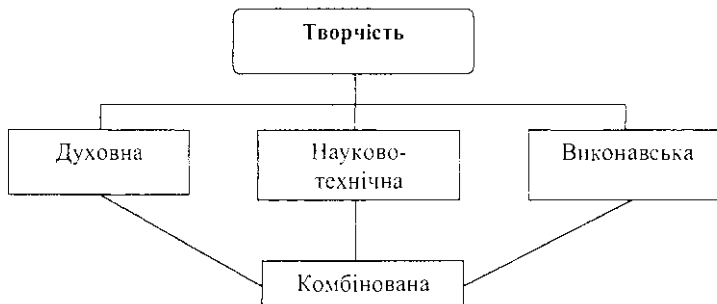 Творчість
Духовна
Науково-
технічна
Виконавська
Комбінована